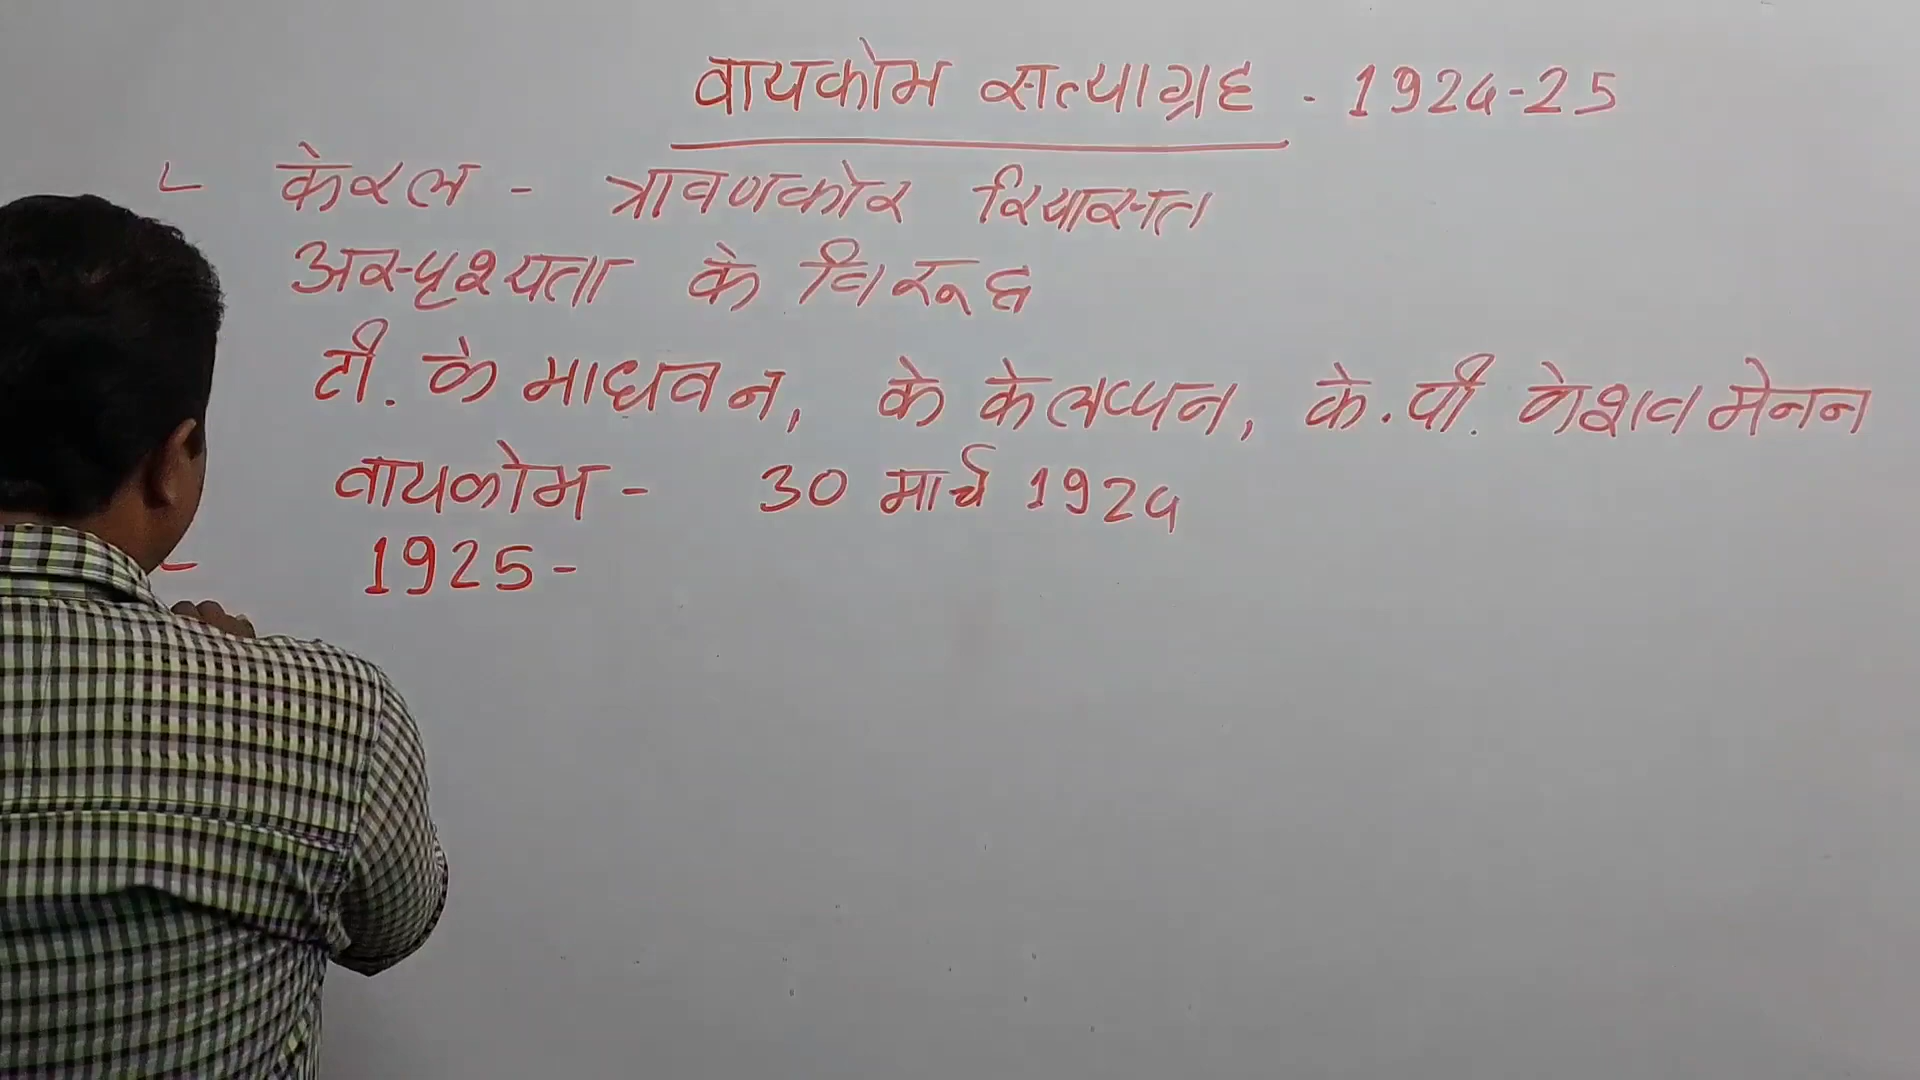 वायकोम सत्याग्रह - 1924-25
केरल - त्रावणकोर रियासत
अस्पृश्यता के विरूद्ध
टी. के माधवन, के केलप्पन, के. पी. केशव मेनन
वायकोम - 30 मार्च 1924
1925 -